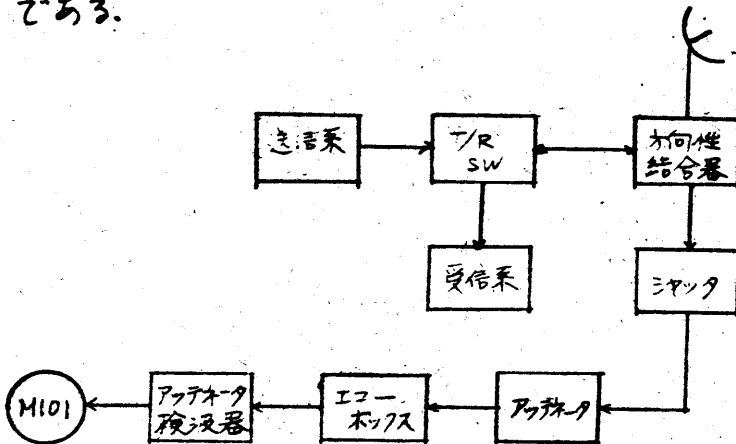 である.
送信系
T/R
SW
方向性
結合器
受信系
シャッタ
M101
アッテネータ
検波器
エコー
ボックス
アッテネータ